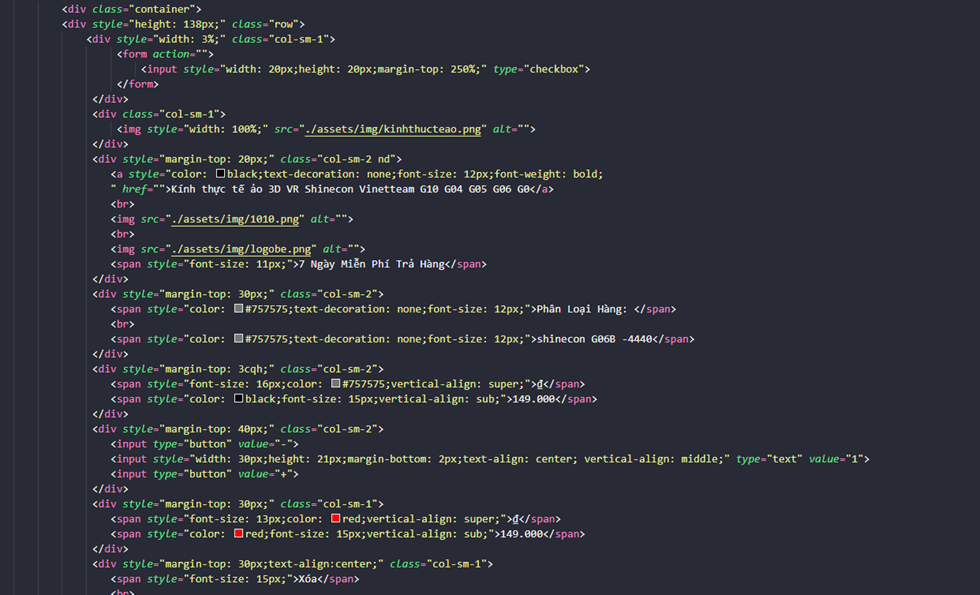 <div class="container">
<div style="height: 138px;" class="row">
<div style="width: 3%;" class="col-sm-1">
<form action="">
<input style="width: 20px;height: 20px;margin-top: 250%;" type="checkbox">
</form>
</div>
<div class="col-sm-1">
<img style="width: 100%;" src="./assets/img/kinhthucteao.png" alt="">
</div>
<div style="margin-top: 20px;" class="col-sm-2 nd">
<a style="color: black;text-decoration: none;font-size: 12px;font-weight: bold;
" href="">Kính thực tế ảo 3D VR Shinecon Vinetteam G10 G04 G05 G06 G0</a>
<br>
<img src="./assets/img/1010.png" alt="">
<br>
<img src="./assets/img/logobe.png" alt="">
<span style="font-size: 11px;">7 Ngày Miễn Phí Trả Hàng</span>
</div>
<div style="margin-top: 30px;" class="col-sm-2">
<span style="color: #757575;text-decoration: none;font-size: 12px;">Phân Loại Hàng: </span>
<br>
<span style="color: #757575;text-decoration: none;font-size: 12px;">shinecon G06B -4440</span>
</div>
<div style="margin-top: 3cqh;" class="col-sm-2">
<span style="font-size: 16px;color: #757575;vertical-align: super;">₫</span>
<span style="color: black;font-size: 15px;vertical-align: sub;">149.000</span>
</div>
<div style="margin-top: 40px;" class="col-sm-2">
<input type="button" value="-">
<input style="width: 30px;height: 21px;margin-bottom: 2px;text-align: center; vertical-align: middle;" type="text" value="1">
<input type="button" value="+">
</div>
<div style="margin-top: 30px;" class="col-sm-1">
<span style="font-size: 13px;color: red;vertical-align: super;">₫</span>
<span style="color: red;font-size: 15px;vertical-align: sub;">149.000</span>
</div>
<div style="margin-top: 30px;text-align:center;" class="col-sm-1">
<span style="font-size: 15px;">Xóa</span>
<br>